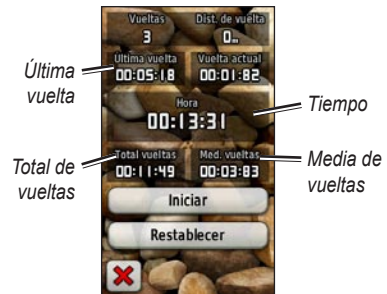 Vueltas
3
Dist. de vuelta
0m
Última vuelta
00:05:18
Vuelta actual
00:01:82
Última
vuelta
Hora
00:13:31
Tiempo
Total vueltas
00:11:49
Med. vueltas
00:03:83
Total de
vueltas
Media de
vueltas
Iniciar
Restablecer